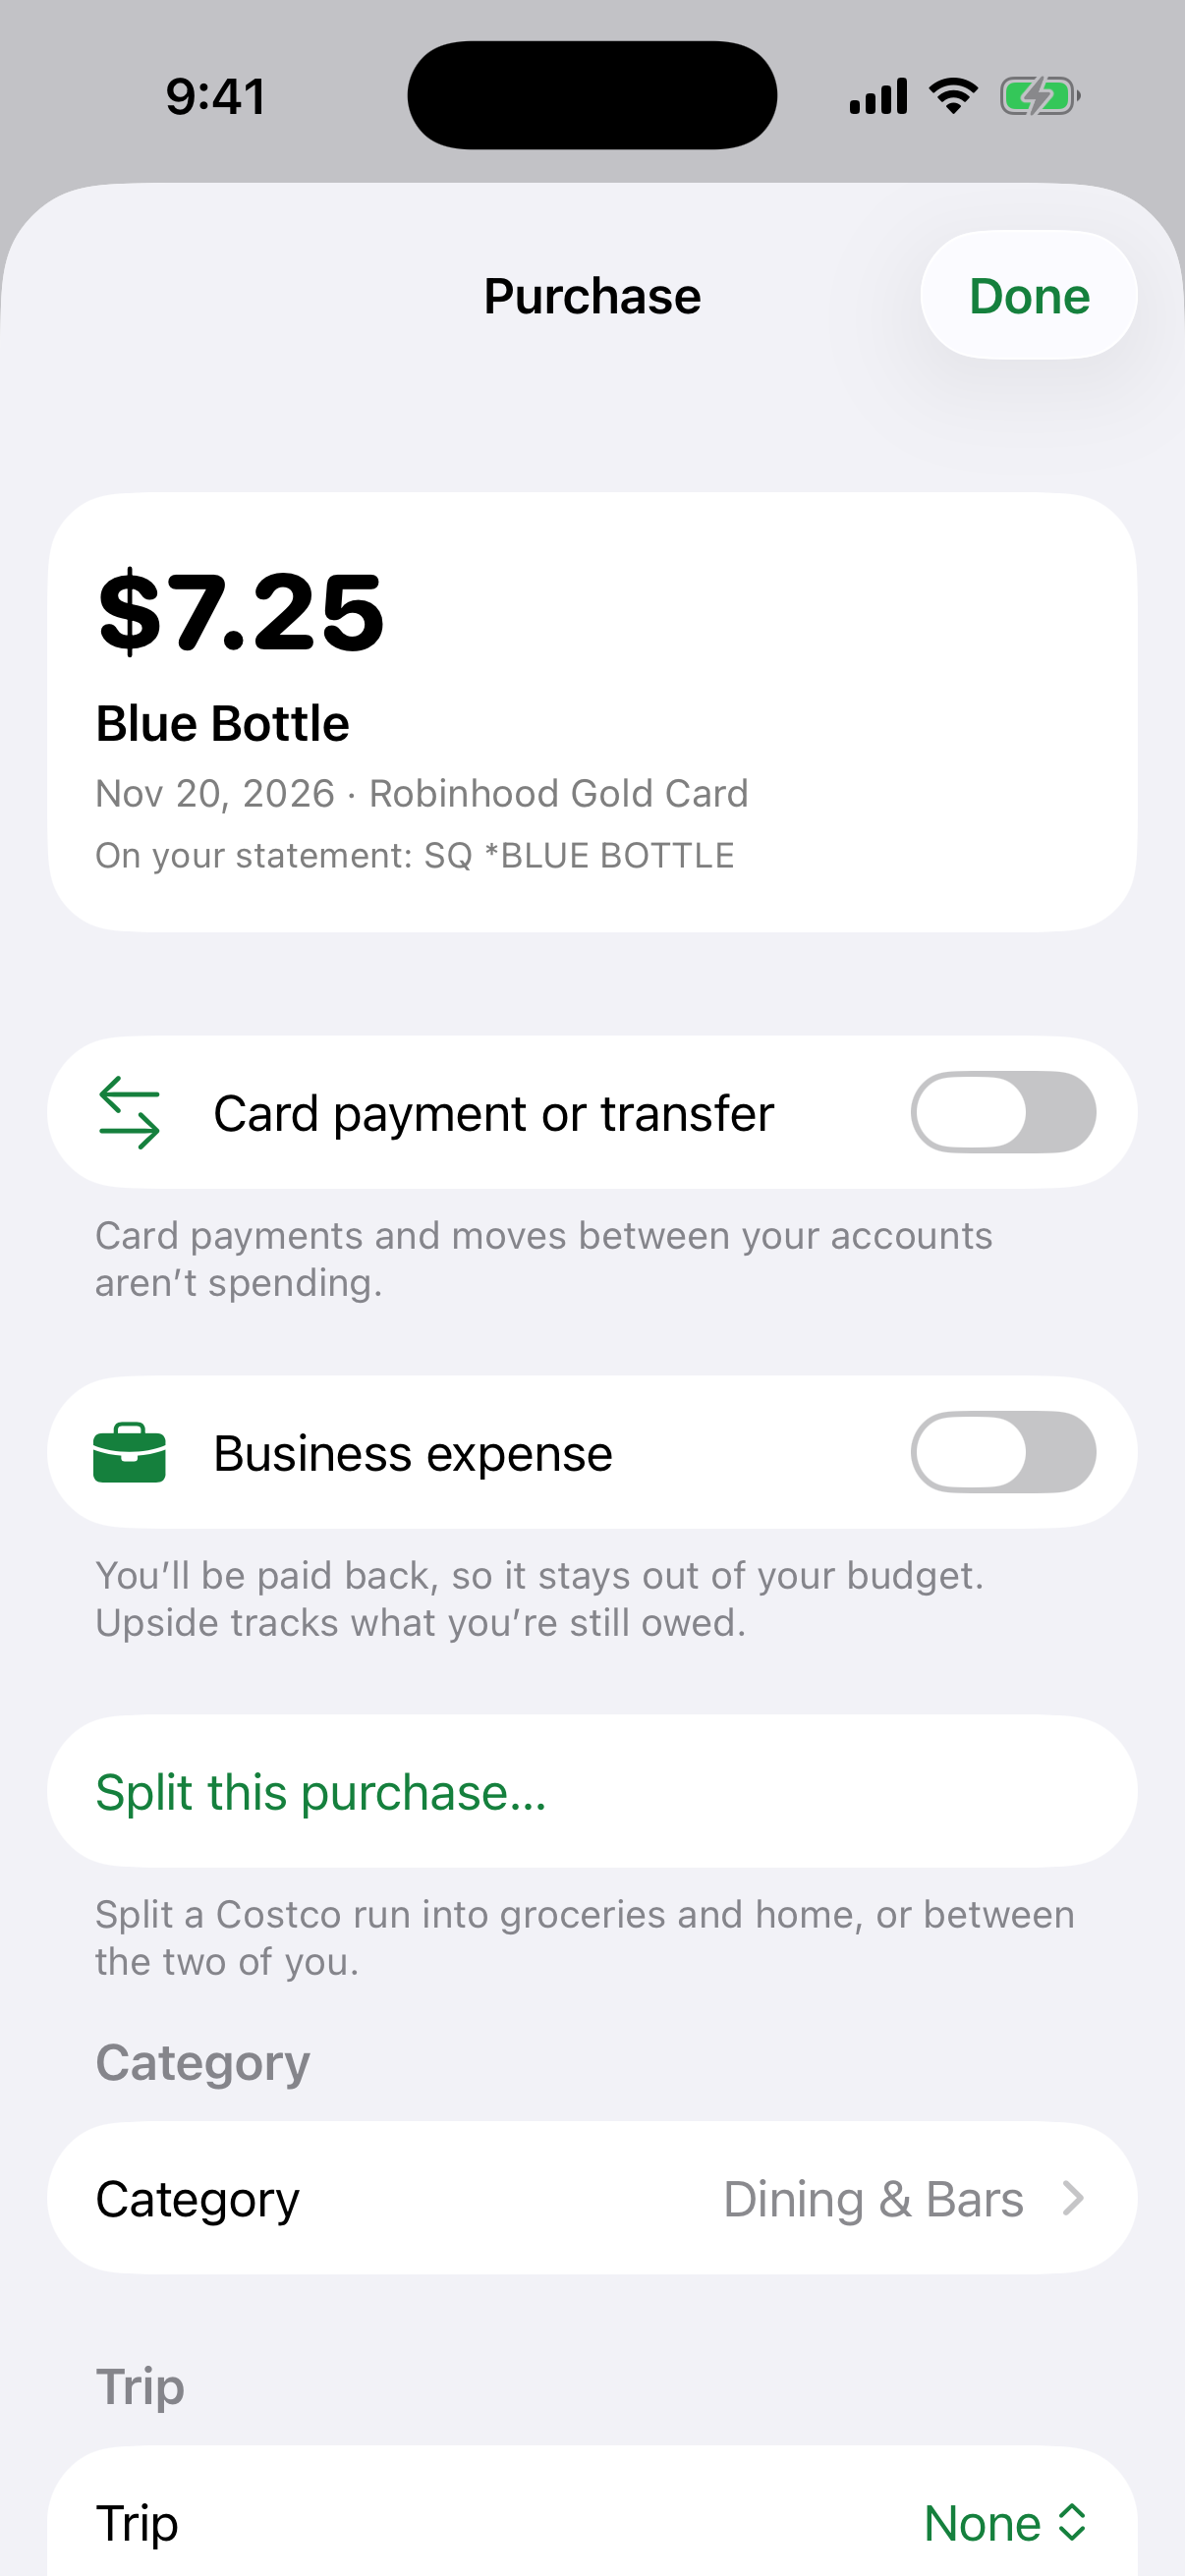 9:41
Purchase
Done
$7.25
Blue Bottle
Nov 20, 2026 · Robinhood Gold Card
On your statement: SQ *BLUE BOTTLE
Card payment or transfer
Card payments and moves between your accounts
aren’t spending.
Business expense
You’ll be paid back, so it stays out of your budget.
Upside tracks what you’re still owed.
Split this purchase...
Split a Costco run into groceries and home, or between
the two of you.
Category
Category
Dining & Bars
Trip
Trip
None